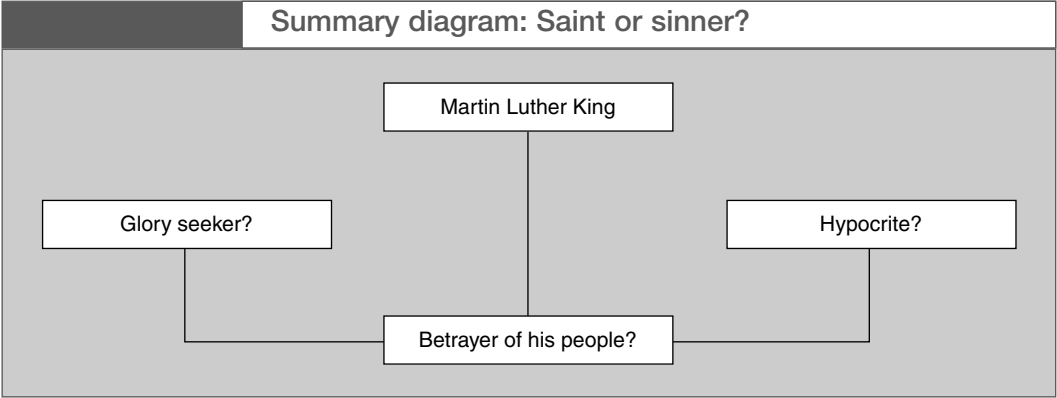 Summary diagram: Saint or sinner?
Martin Luther King
Glory seeker?
Hypocrite?
Betrayer of his people?